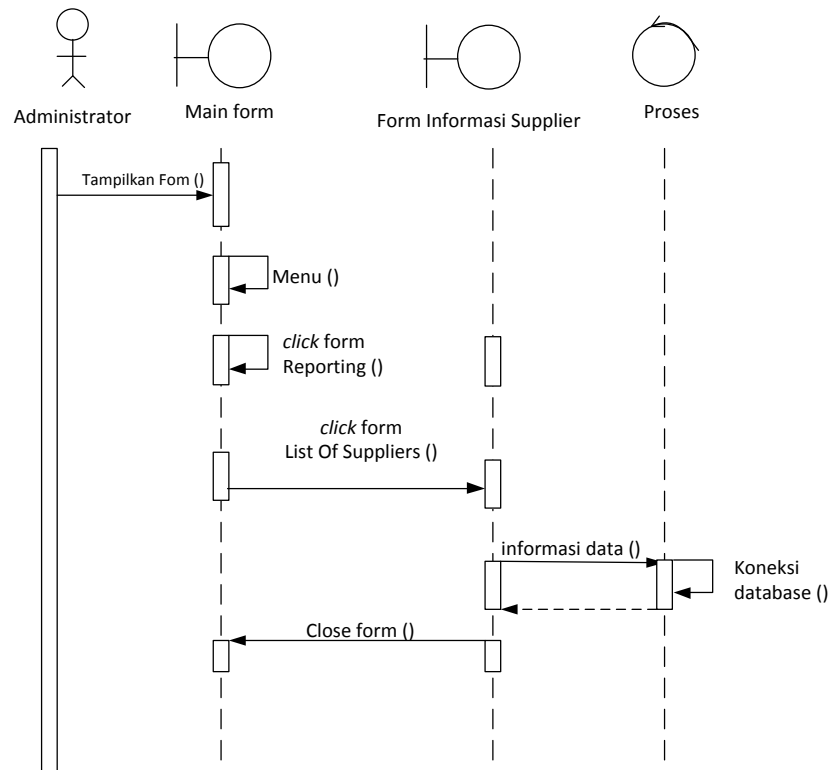 Administrator
Main form
Form Informasi Supplier
Proses
Tampilkan Fom ()
Menu ()
click form
Reporting ()
click form
List Of Suppliers ()
informasi data ()
Koneksi
database ()
Close form ()